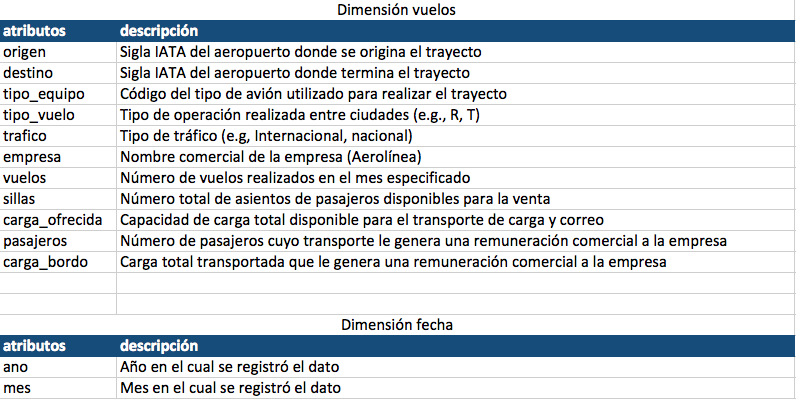 Dimensión vuelos
atributos descripción
origen Sigla IATA del aeropuerto donde se origina el trayecto
destino Sigla IATA del aeropuerto donde termina el trayecto
tipo_equipo Código del tipo de avión utilizado para realizar el trayecto
tipo_vuelo Tipo de operación realizada entre ciudades (e.g., R, T)
trafico Tipo de tráfico (e.g, Internacional, nacional)
empresa Nombre comercial de la empresa (Aerolínea)
vuelos Número de vuelos realizados en el mes especificado
sillas Número total de asientos de pasajeros disponibles para la venta
carga_ofrecida Capacidad de carga total disponible para el transporte de carga y correo
pasajeros Número de pasajeros cuyo transporte le genera una remuneración comercial a la empresa
carga_bordo Carga total transportada que le genera una remuneración comercial a la empresa
Dimensión fecha
atributos descripción
ano Año en el cual se registró el dato
mes Mes en el cual se registró el dato